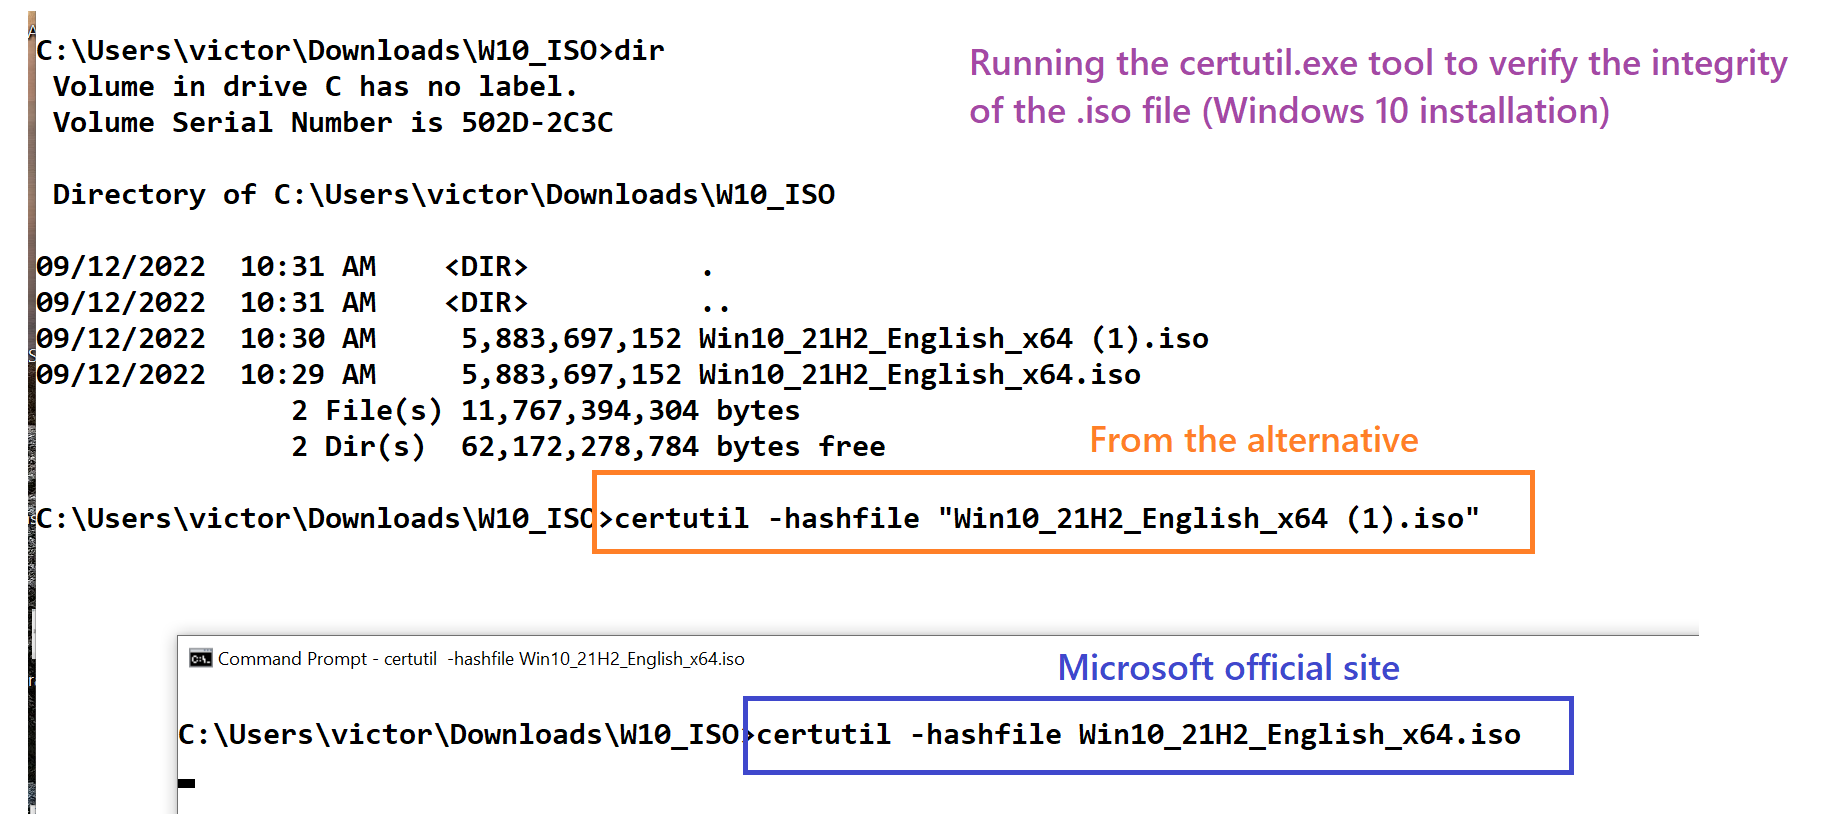 C:\Users\victor\Downloads\W10_ISO>dir
Running the certutil.exe tool to verify the integrity
of the .iso file (Windows 10 installation)
Volume in drive C has no label.
Volume Serial Number is 502D-2C3C
Directory of C:\Users\victor\Downloads\W10_ISO
09/12/2022  10:31 AM    <DIR>          .
09/12/2022  10:31 AM    <DIR>          ..
09/12/2022  10:30 AM     5,883,697,152 Win10_21H2_English_x64 (1).iso
09/12/2022  10:29 AM     5,883,697,152 Win10_21H2_English_x64.iso
2 File(s) 11,767,394,304 bytes
2 Dir(s)  62,172,278,784 bytes free
From the alternative
C:\Users\victor\Downloads\W10_ISO>certutil -hashfile "Win10_21H2_English_x64 (1).iso"
Command Prompt - certutil  -hashfile Win10_21H2_English_x64.iso
Microsoft official site
C:\Users\victor\Downloads\W10_ISO>certutil -hashfile Win10_21H2_English_x64.iso